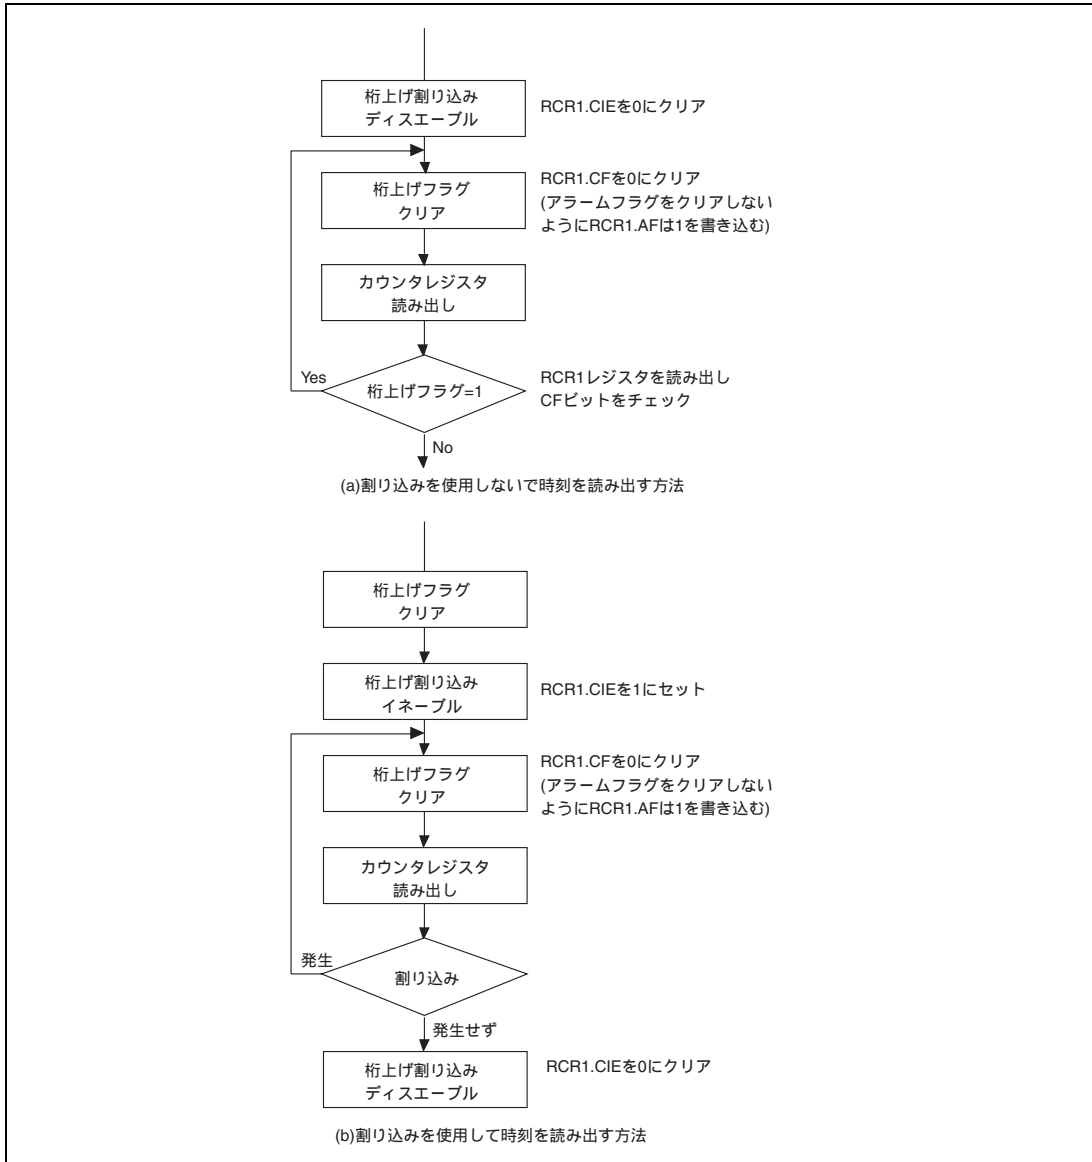 桁上げ割り込み
ディスエーブル
RCR1.CIEを0にクリア
桁上げフラグ
クリア
RCR1.CFを0にクリア
(アラームフラグをクリアしない
ようにRCR1.AFは1を書き込む)
カウンタレジスタ
読み出し
Yes
桁上げフラグ=1
RCR1レジスタを読み出し
CFビットをチェック
No
(a)割り込みを使用しないで時刻を読み出す方法
桁上げフラグ
クリア
桁上げ割り込み
イネーブル
RCR1.CIEを1にセット
桁上げフラグ
クリア
RCR1.CFを0にクリア
(アラームフラグをクリアしない
ようにRCR1.AFは1を書き込む)
カウンタレジスタ
読み出し
発生
割り込み
発生せず
桁上げ割り込み
ディスエーブル
RCR1.CIEを0にクリア
(b)割り込みを使用して時刻を読み出す方法